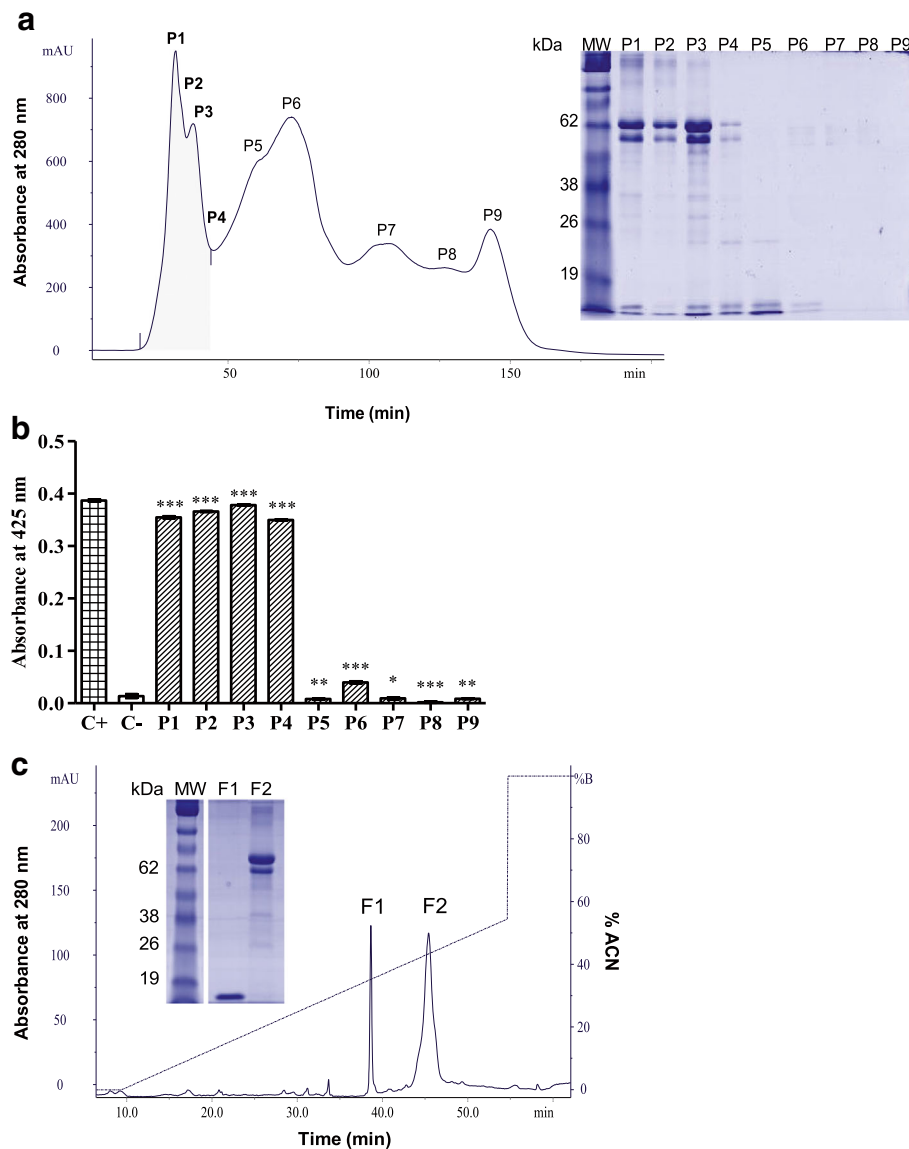 a
mAU
P1
P2
P3
P4
P5
P6
P7
P8
P9
800
600
400
200
0
Absorbance at 280 nm
50
100
150
min
Time (min)
kDa MW P1 P2 P3 P4 P5 P6 P7 P8 P9
62
38
26
19
b
Absorbance at 425 nm
0.5
0.4
0.3
0.2
0.1
0.0
*** *** *** *** ** *** * *** **
C+ C- P1 P2 P3 P4 P5 P6 P7 P8 P9
c
mAU
200
150
100
50
0
Absorbance at 280 nm
kDa MW F1 F2
62
38
26
19
F1
F2
%B
80
60
40
20
0
% ACN
10.0 20.0 30.0 40.0 50.0 min
Time (min)